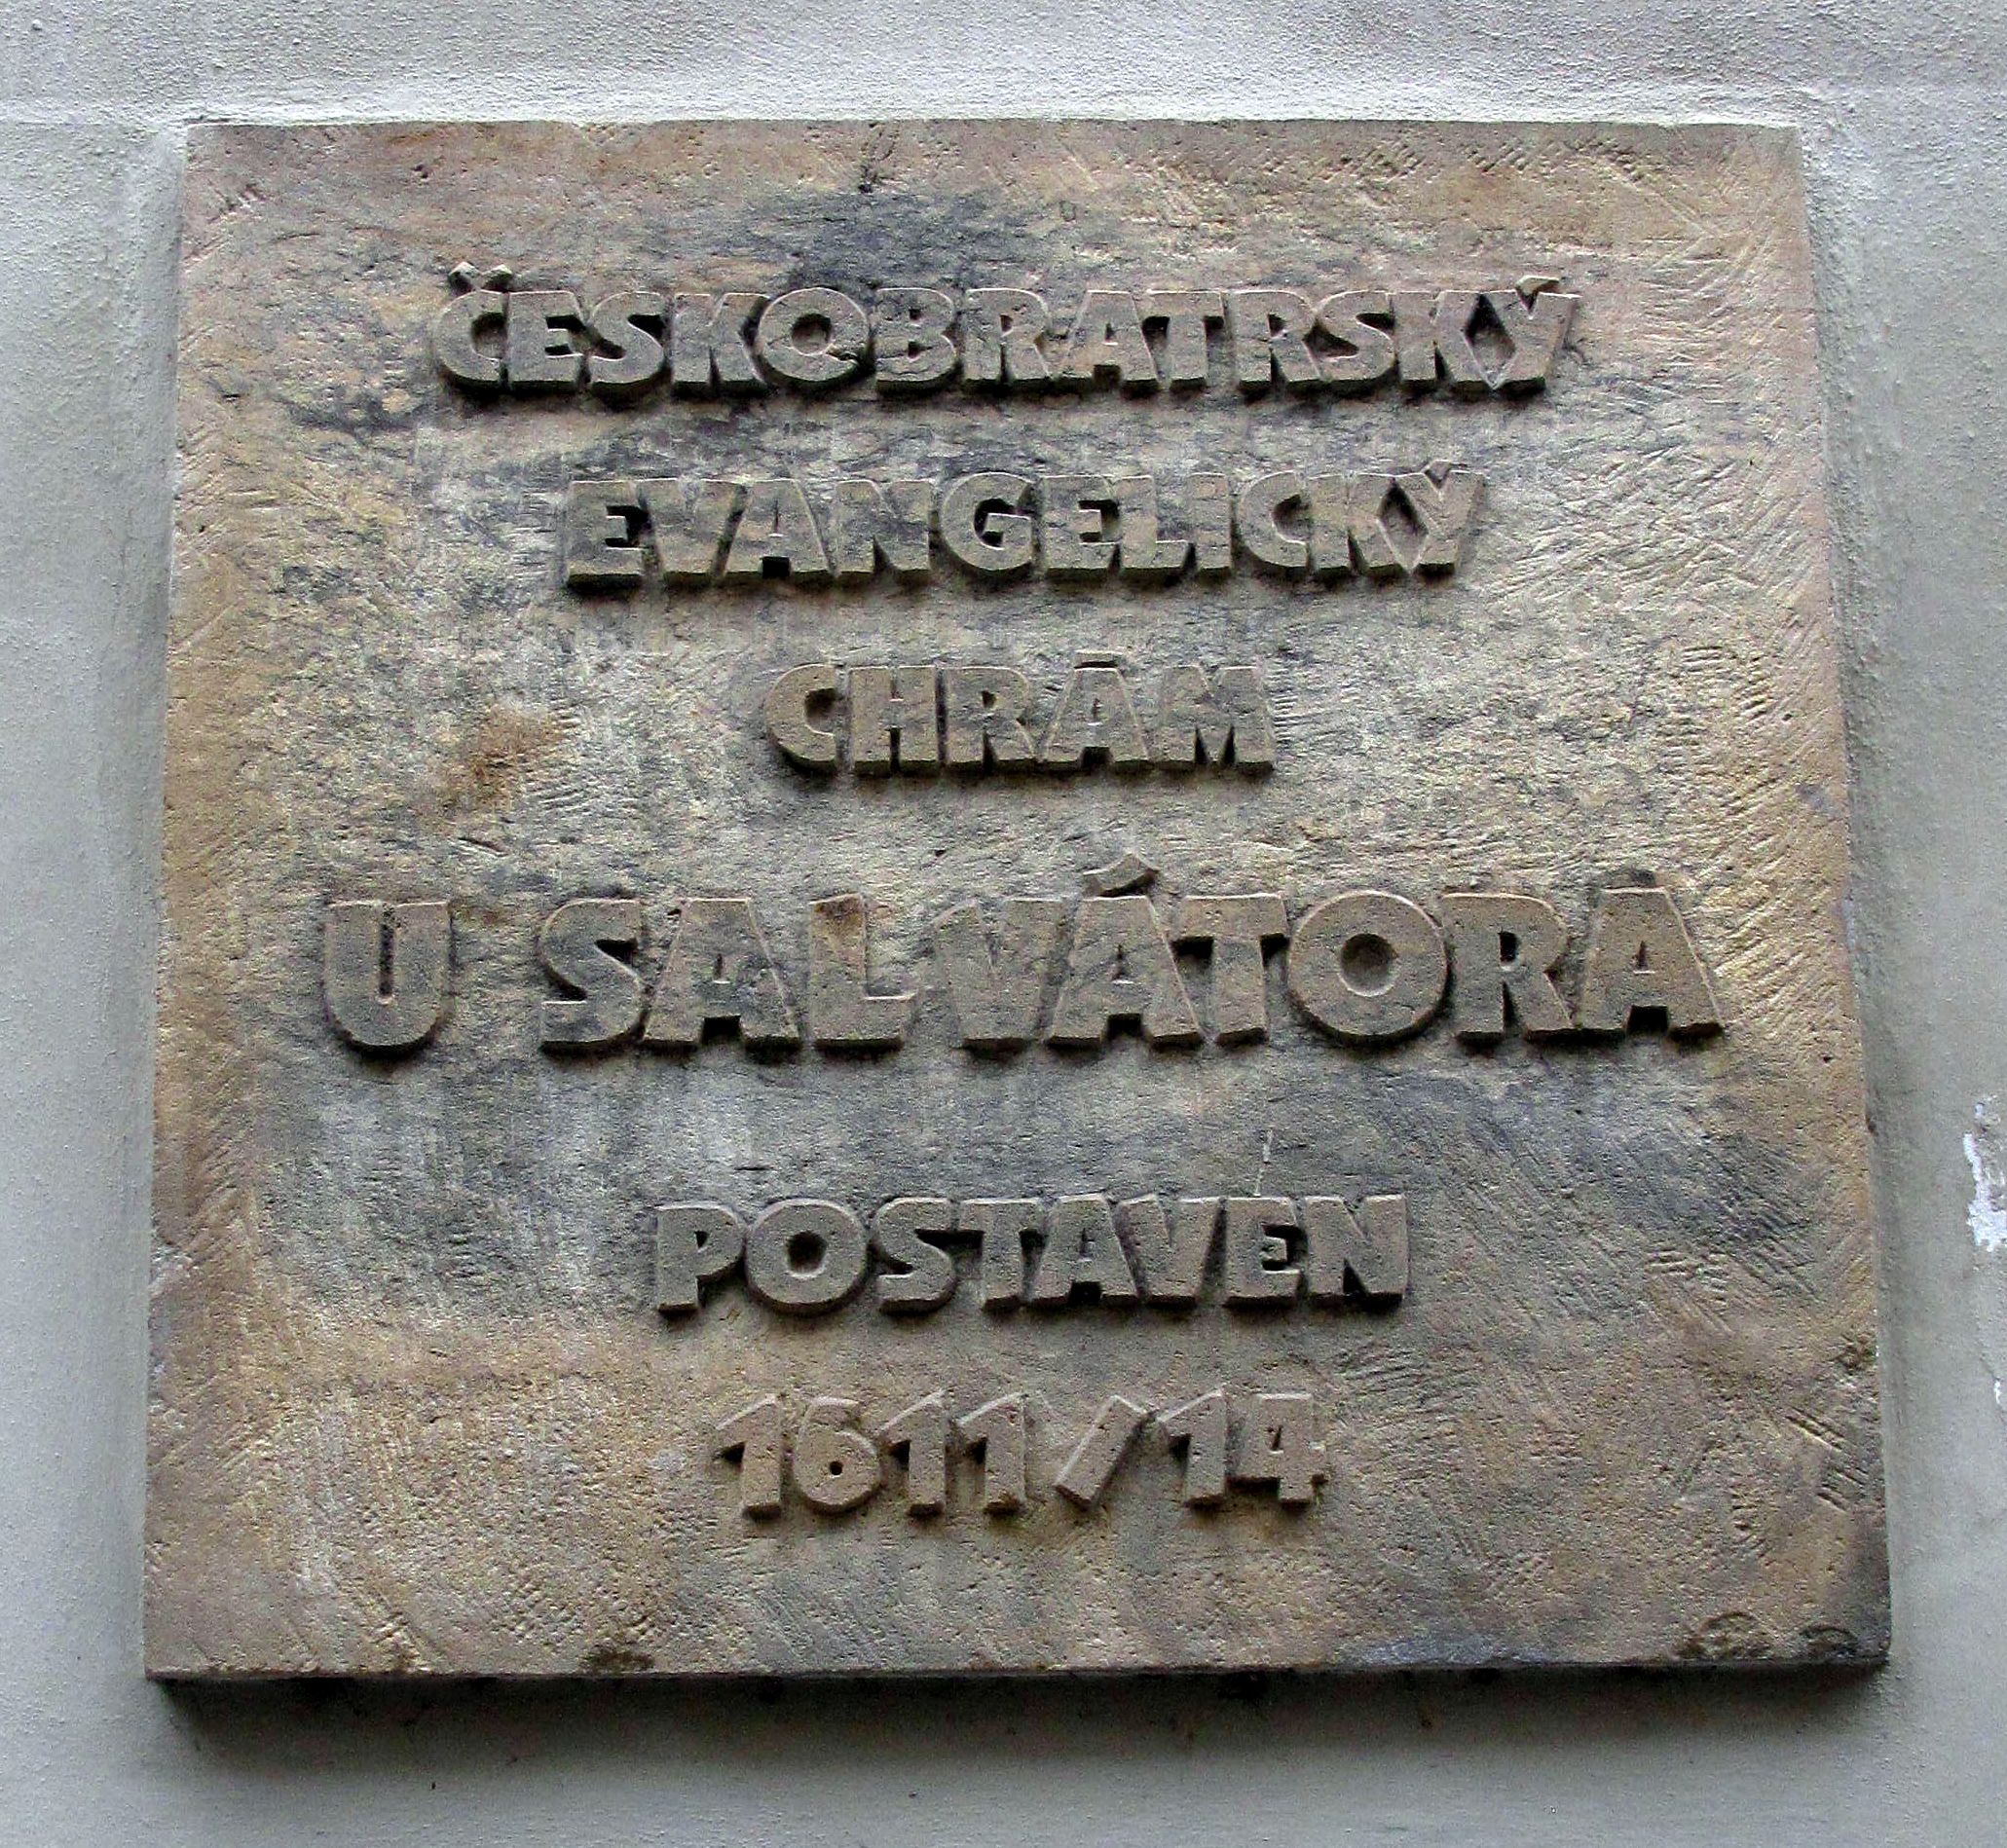 ČESKOBRATRSKÝ
EVANGELICKÝ
CHRÁM
U SALVÁTORA
POSTAVEN
1611/14